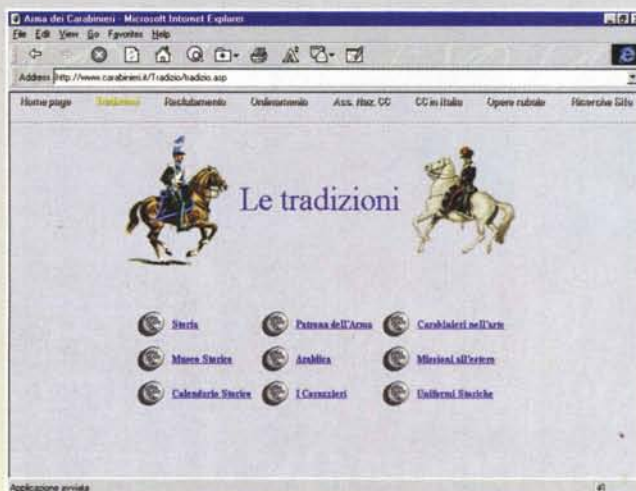 Arma dei Carabinieri - Microsoft Internet Explorer
File Edit View Go Favorites Help
Address http://www.carabinieri.it/Tradizio/tradizio.asp
Home page Tradizioni Reclutamento Ordinamento Ass. Naz. CC CC in Italia Opere rubate Ricerche Sito
Le tradizioni
Storia Patrona dell'Arma Carabinieri nell'arte
Museo Storico Araldica Missioni all'estero
Calendario Storico I Corazzieri Uniformi Storiche
Applicazione avviata